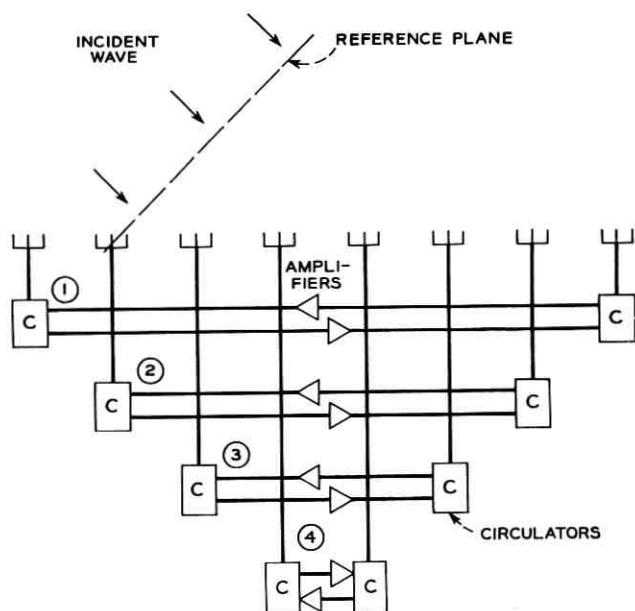 INCIDENT
WAVE
REFERENCE PLANE
AMPLI-
FIERS
1
C
C
2
C
C
3
C
C
CIRCULATORS
4
C
C